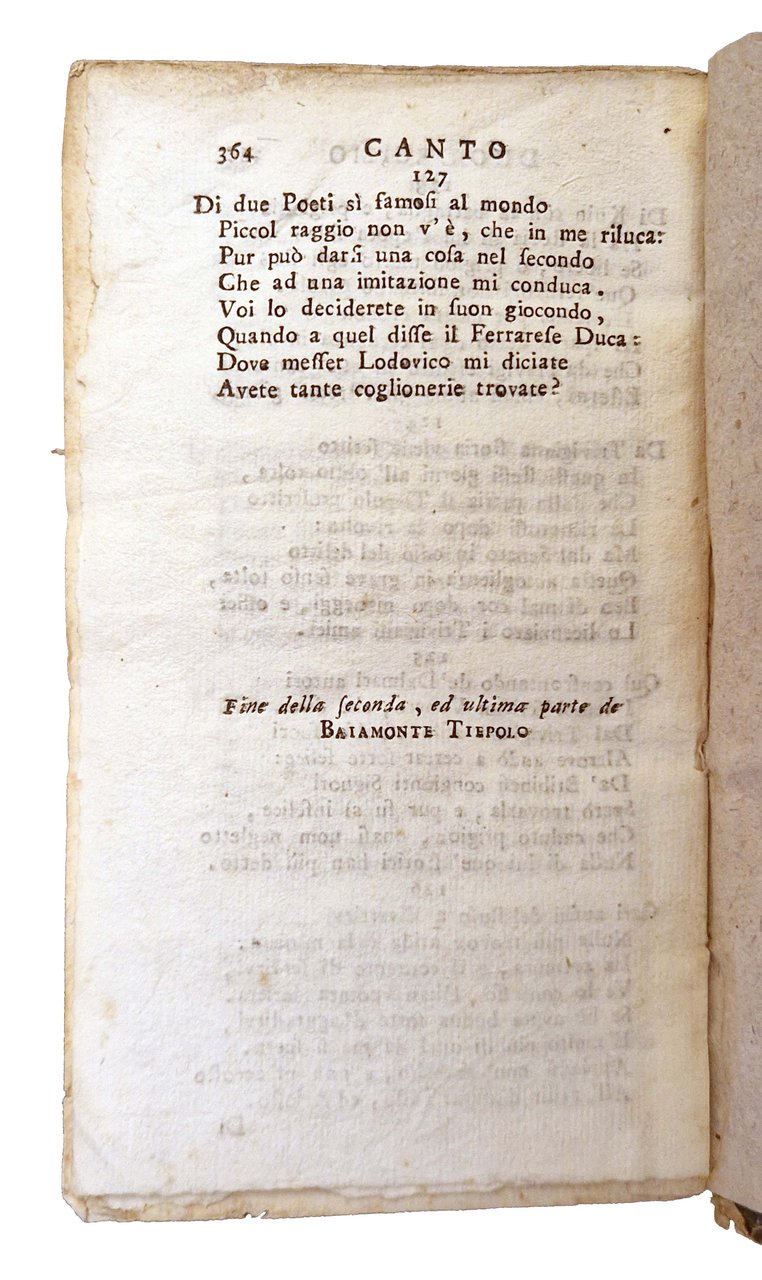 364 CANTO
127
Di due Poeti sì famoſi al mondo
Piccol raggio non v'è, che in me riluca:
Pur può darſi una coſa nel ſecondo
Che ad una imitazione mi conduca.
Voi lo deciderete in ſuon giocondo,
Quando a quel diſſe il Ferrareſe Duca:
Dove meſſer Lodovico mi diciate
Avete tante coglionerie trovate?
Fine della ſeconda, ed ultima parte de
BAIAMONTE TIEPOLO